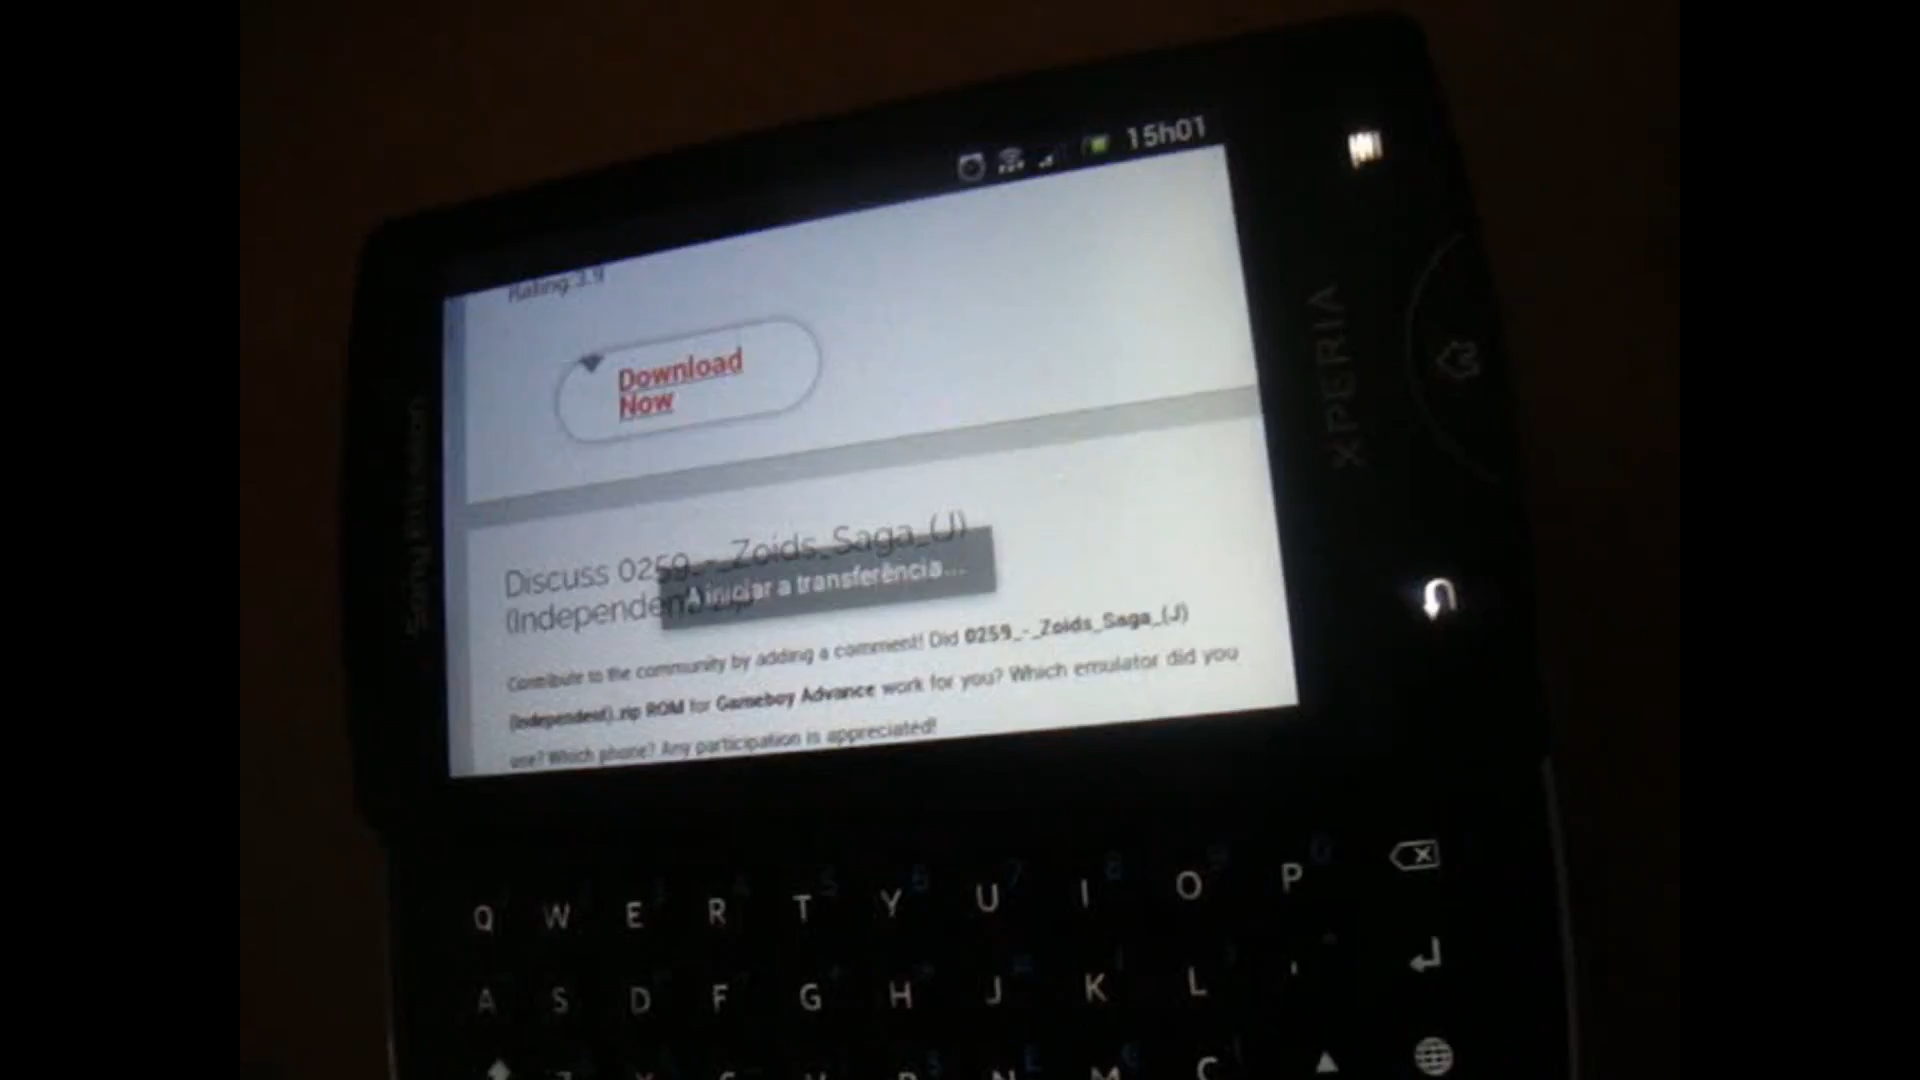 15h01
Rating: 3.9
Download
Now
Discuss 0259_-_Zoids_Saga_(J)
(Independent)
A iniciar a transferência...
Contribute to the community by adding a comment! Did 0259_-_Zoids_Saga_(J)
(Independent).zip ROM for Gameboy Advance work for you? Which emulator did you
use? Which phone? Any participation is appreciated!
Sony Ericsson
XPERIA
Q W E R T Y U I O P
A S D F G H J K L '